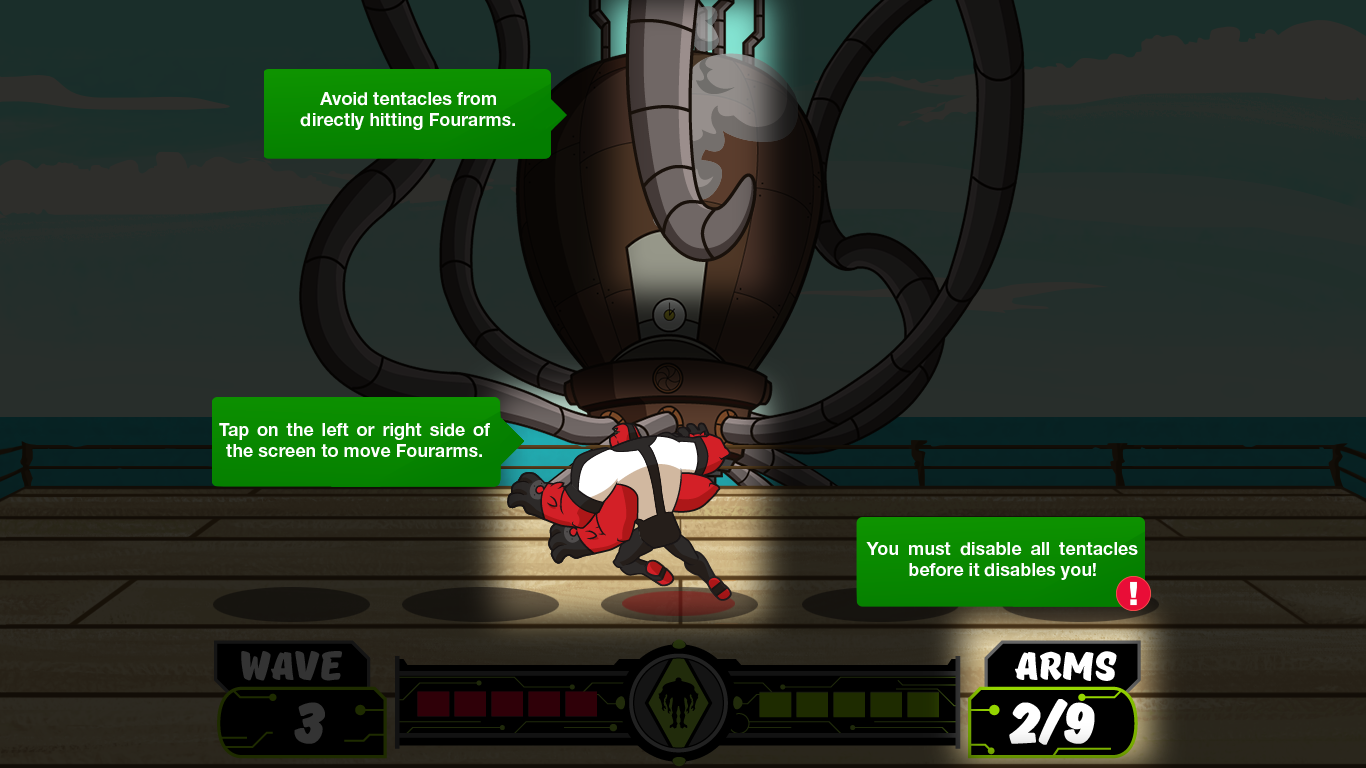 Avoid tentacles from
directly hitting Fourarms.
Tap on the left or right side of
the screen to move Fourarms.
You must disable all tentacles
before it disables you!
!
WAVE
3
ARMS
2/9